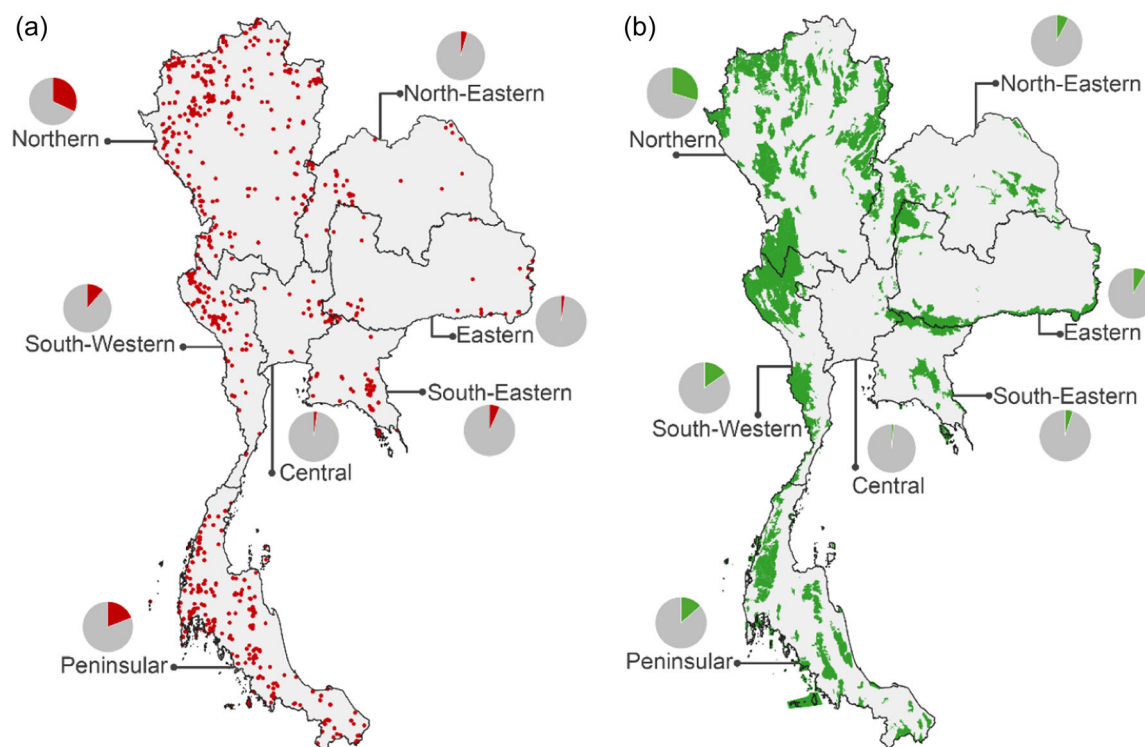 (a)
North-Eastern
Northern
South-Western
Eastern
South-Eastern
Central
Peninsular
(b)
North-Eastern
Northern
Eastern
South-Eastern
South-Western
Central
Peninsular